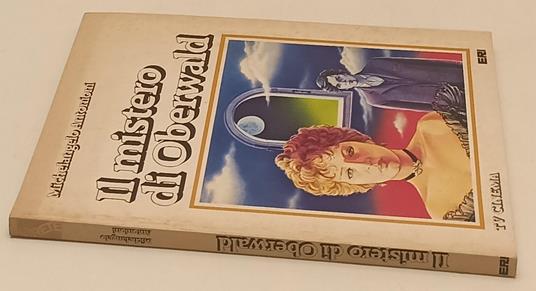 Michelangelo Antonioni
Il mistero
di Oberwald
ERI
TV CINEMA
Michelangelo
Antonioni
Il mistero di Oberwald
ERI